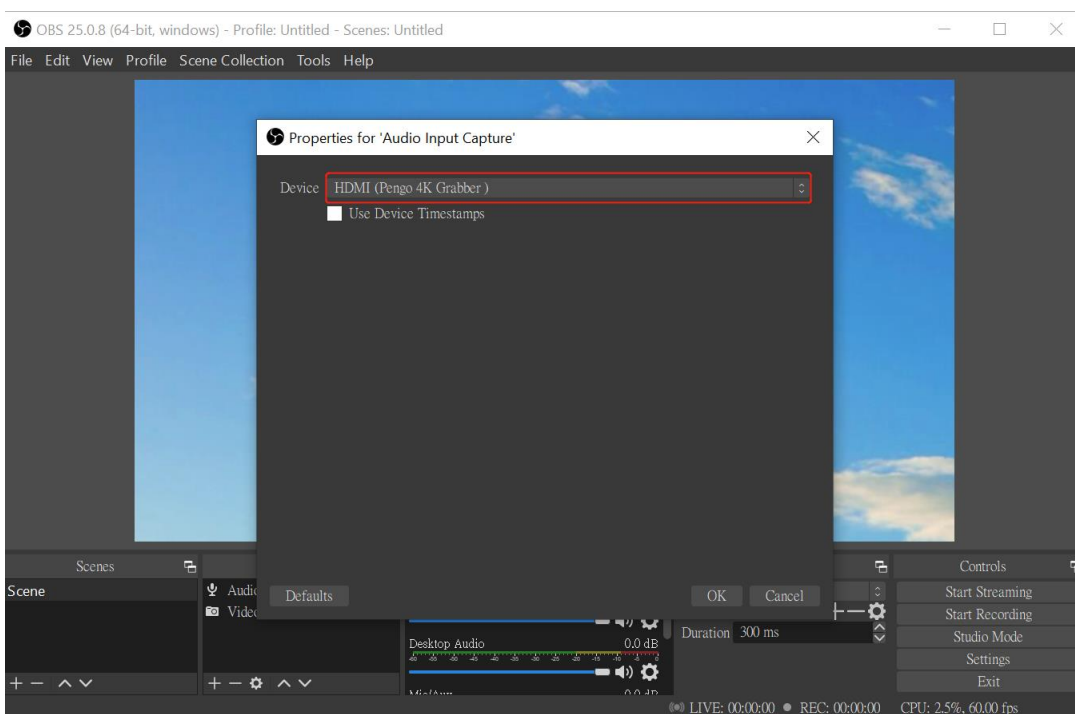 OBS 25.0.8 (64-bit, windows) - Profile: Untitled - Scenes: Untitled
File Edit View Profile Scene Collection Tools Help
Properties for 'Audio Input Capture'
Device HDMI (Pengo 4K Grabber )
Use Device Timestamps
Defaults OK Cancel
Scenes
Scene
Controls
Start Streaming
Start Recording
Studio Mode
Settings
Exit
Desktop Audio 0.0 dB
Duration 300 ms
LIVE: 00:00:00 REC: 00:00:00 CPU: 2.5%, 60.00 fps